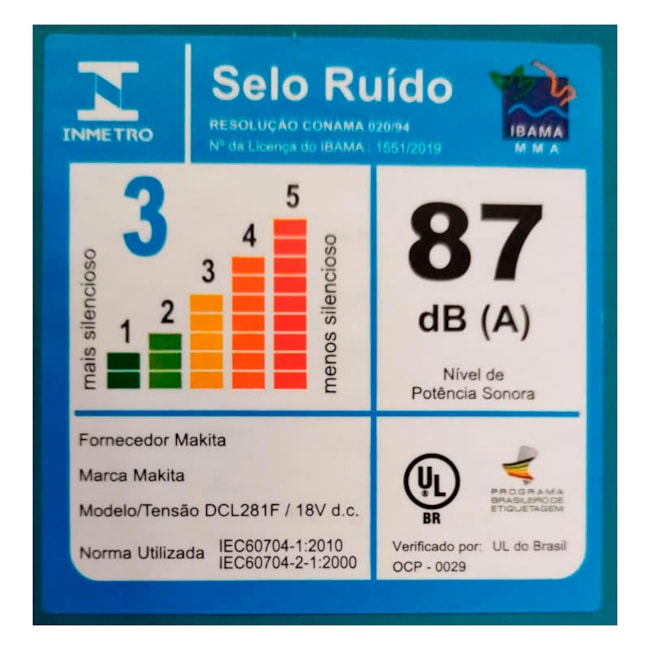 INMETRO
Selo Ruído
RESOLUÇÃO CONAMA 020/94
Nº da Licença do IBAMA : 1551/2019
IBAMA
M M A
3
mais silencioso
1
2
3
4
5
menos silencioso
87
dB (A)
Nível de
Potência Sonora
Fornecedor Makita
Marca Makita
Modelo/Tensão DCL281F / 18V d.c.
Norma Utilizada IEC60704-1:2010
IEC60704-2-1:2000
UL
®
BR
PROGRAMA
BRASILEIRO DE
ETIQUETAGEM
Verificado por: UL do Brasil
OCP - 0029